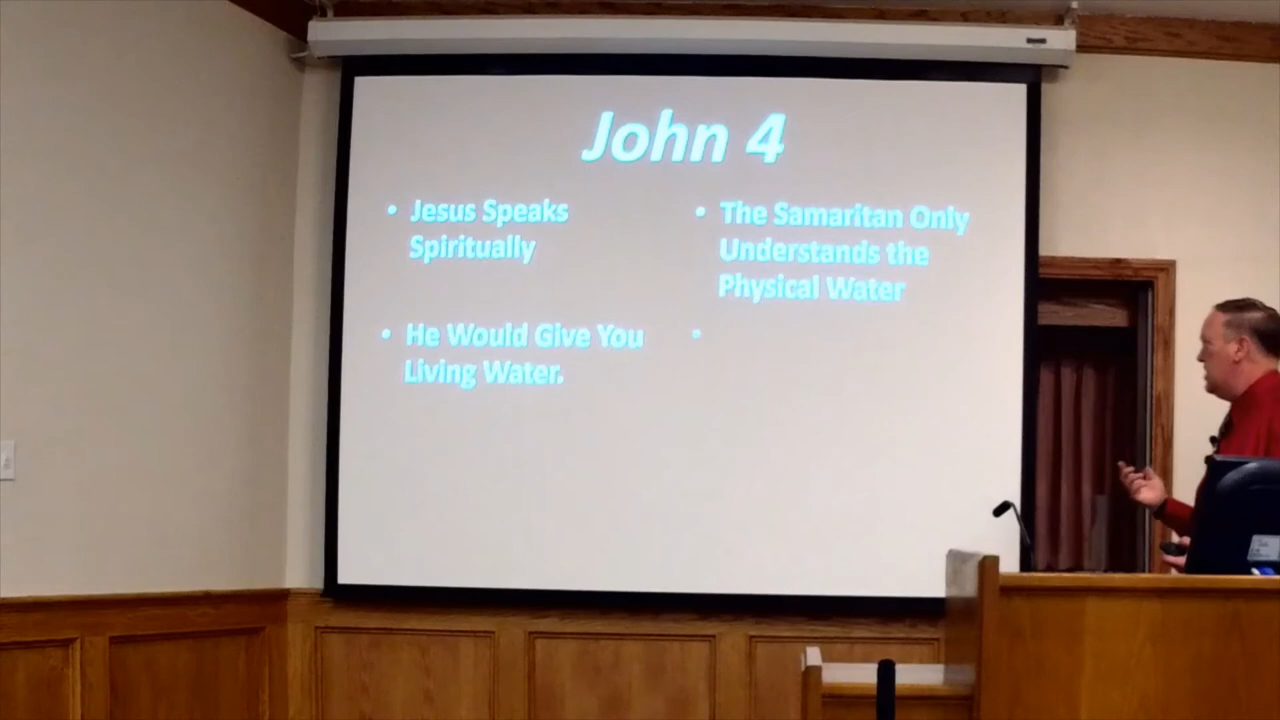 John 4
• Jesus Speaks
Spiritually
• He Would Give You
Living Water.
• The Samaritan Only
Understands the
Physical Water
•